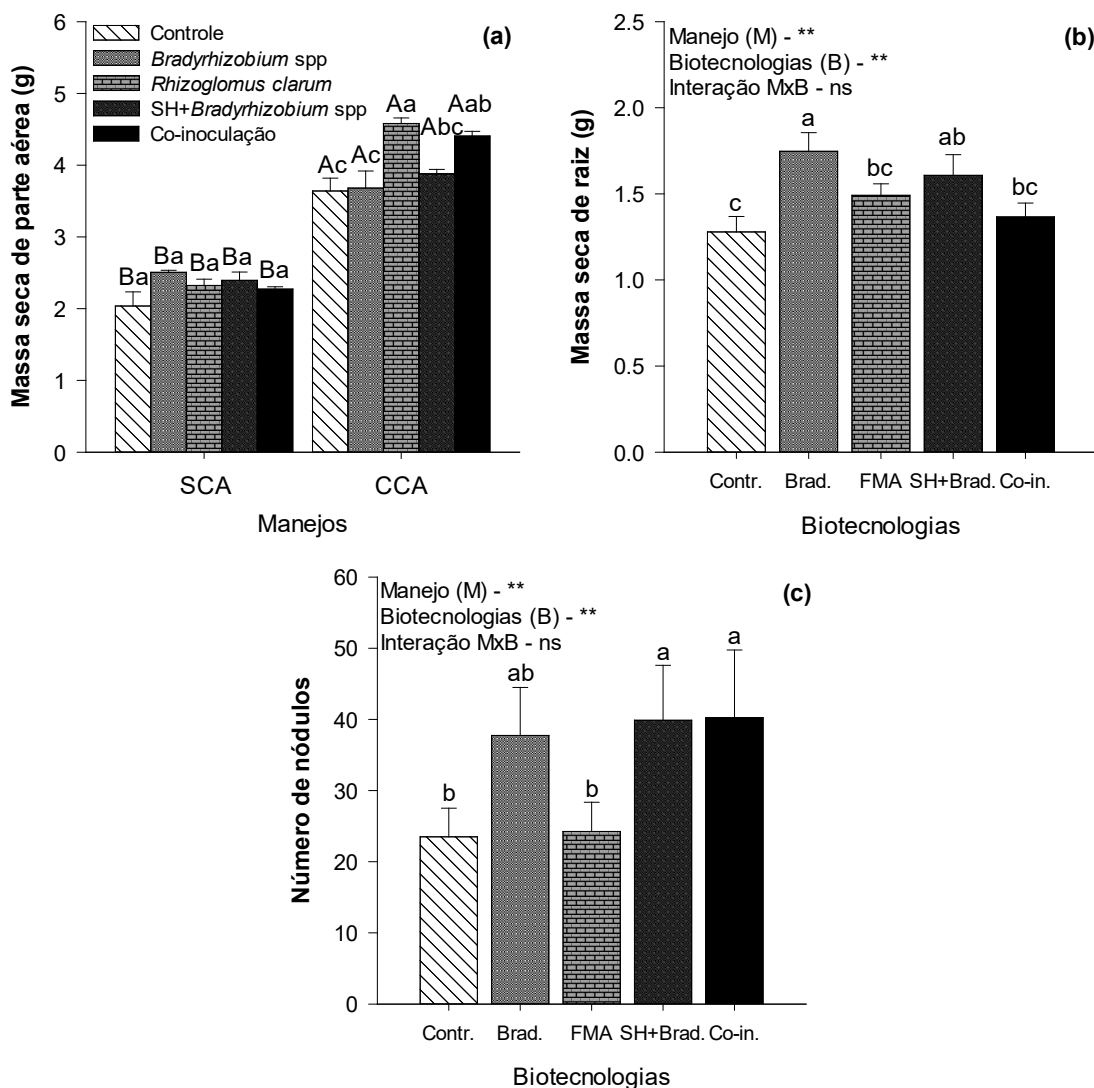 (a)
Controle
Bradyrhizobium spp
Rhizoglomus clarum
SH+Bradyrhizobium spp
Co-inoculação
Massa seca de parte aérea (g)
6
5
4
3
2
1
0
Ba
Ba
Ba
Ba
Ba
Ac
Ac
Aa
Abc
Aab
SCA
CCA
Manejos
(b)
Manejo (M) - **
Biotecnologias (B) - **
Interação MxB - ns
Massa seca de raiz (g)
2.5
2.0
1.5
1.0
0.5
0.0
c
a
bc
ab
bc
Contr.
Brad.
FMA
SH+Brad.
Co-in.
Biotecnologias
(c)
Manejo (M) - **
Biotecnologias (B) - **
Interação MxB - ns
Número de nódulos
60
50
40
30
20
10
0
b
ab
b
a
a
Contr.
Brad.
FMA
SH+Brad.
Co-in.
Biotecnologias